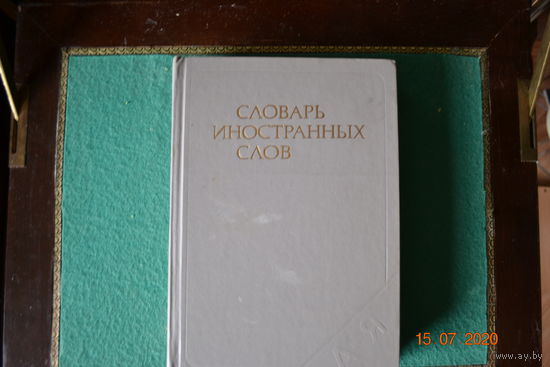 СЛОВАРЬ
ИНОСТРАННЫХ
СЛОВ
А Я
15 07 2020
www.ay.by